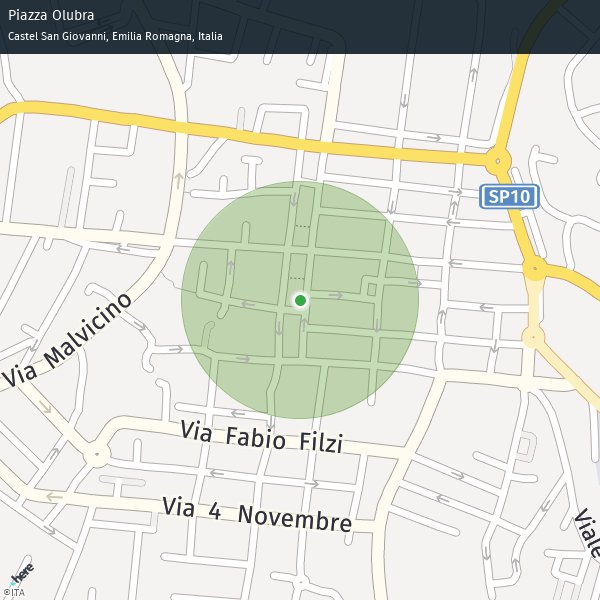 Piazza Olubra
Castel San Giovanni, Emilia Romagna, Italia
SP10
Via Malvicino
Via Fabio Filzi
Via 4 Novembre
Viale
here
©ITA